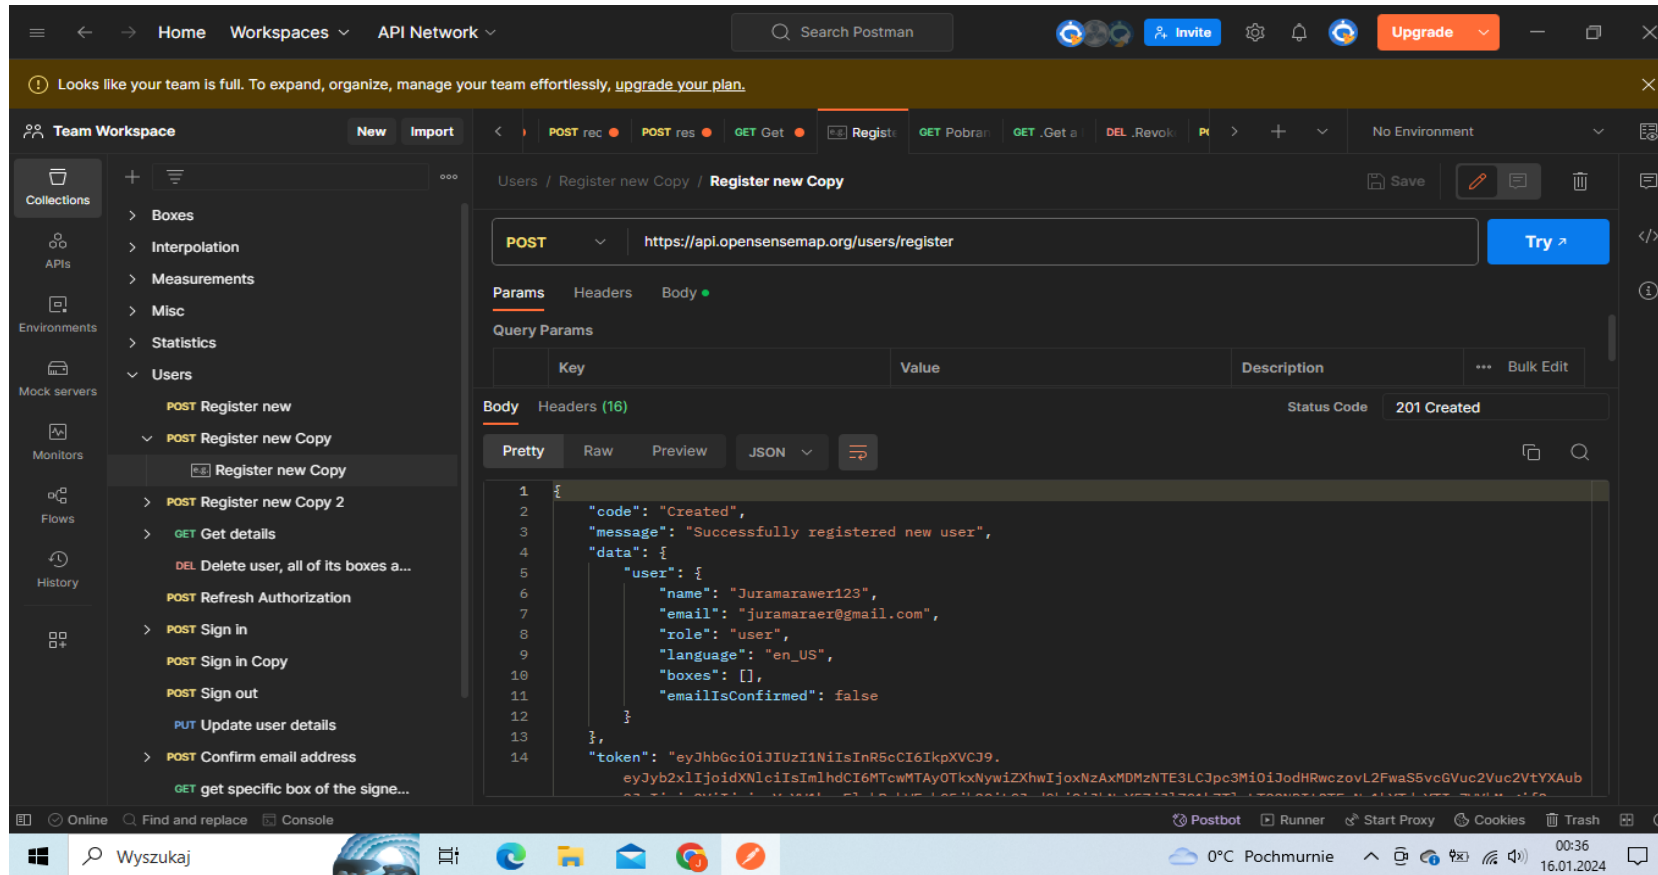 Home Workspaces API Network Search Postman Invite Upgrade
Looks like your team is full. To expand, organize, manage your team effortlessly, upgrade your plan.
Team Workspace New Import
POST rec POST res GET Get e.g. Registe GET Pobran GET .Get a DEL .Revok No Environment
Collections
APIs
Environments
Mock servers
Monitors
Flows
History
Boxes
Interpolation
Measurements
Misc
Statistics
Users
POST Register new
POST Register new Copy
e.g. Register new Copy
POST Register new Copy 2
GET Get details
DEL Delete user, all of its boxes a...
POST Refresh Authorization
POST Sign in
POST Sign in Copy
POST Sign out
PUT Update user details
POST Confirm email address
GET get specific box of the signe...
Users / Register new Copy / Register new Copy Save
POST https://api.opensensemap.org/users/register Try
Params Headers Body
Query Params
Key Value Description Bulk Edit
Body Headers (16) Status Code 201 Created
Pretty Raw Preview JSON
1 {
2 "code": "Created",
3 "message": "Successfully registered new user",
4 "data": {
5 "user": {
6 "name": "Juramarawer123",
7 "email": "juramaraer@gmail.com",
8 "role": "user",
9 "language": "en_US",
10 "boxes": [],
11 "emailIsConfirmed": false
12 }
13 },
14 "token": "eyJhbGciOiJIUzI1NiIsInR5cCI6IkpXVCJ9.
eyJyb2xlIjoidXNlciIsImlhdCI6MTcwMTAyOTkxNywiZXhwIjoxNzAxMDMzNTE3LCJpc3MiOiJodHRwczovL2FwaS5vcGVuc2Vuc2VtYXAub
Online Find and replace Console Postbot Runner Start Proxy Cookies Trash
Wyszukaj 0°C Pochmurnie 00:36
16.01.2024